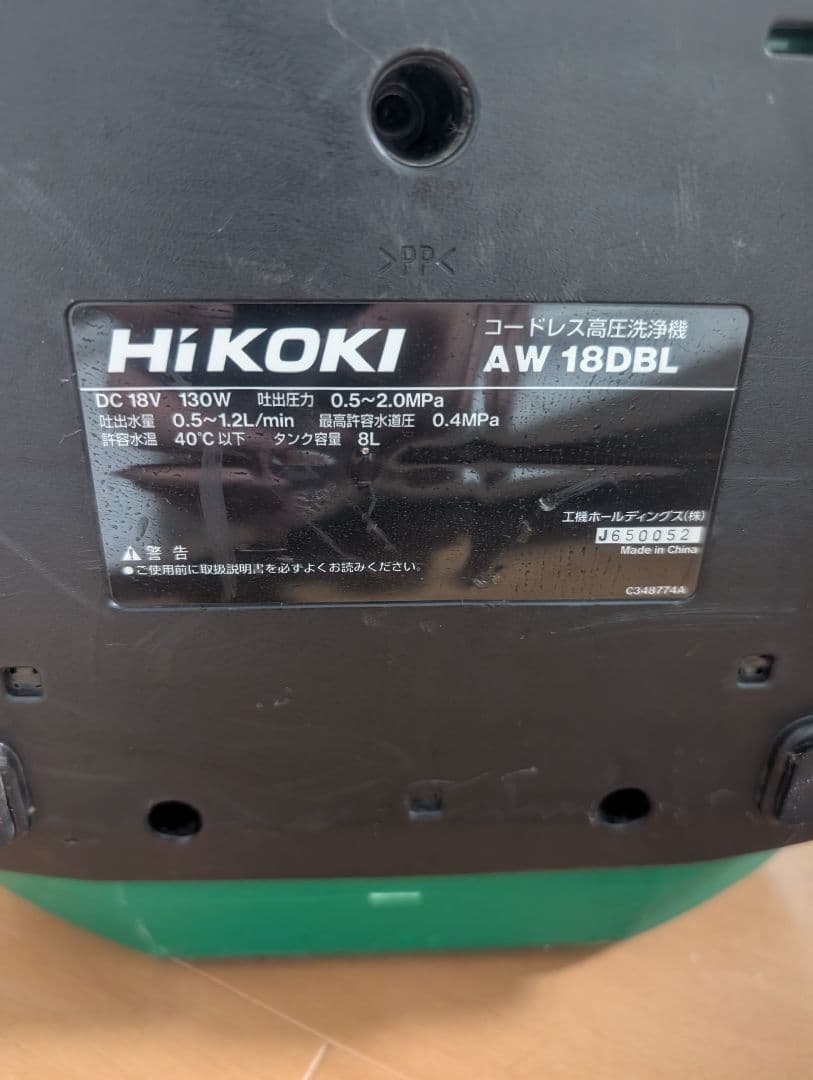 >PP<
HiKOKI
コードレス高圧洗浄機
AW 18DBL
DC 18V 130W 吐出圧力 0.5~2.0MPa
吐出水量 0.5~1.2L/min 最高許容水道圧 0.4MPa
許容水温 40℃以下 タンク容量 8L
工機ホールディングス(株)
J650052
Made in China
警告
●ご使用前に取扱説明書を必ずよくお読みください。
C348774A